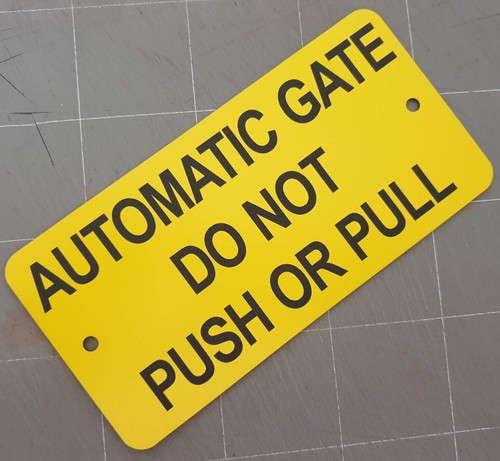 AUTOMATIC GATE
DO NOT
PUSH OR PULL